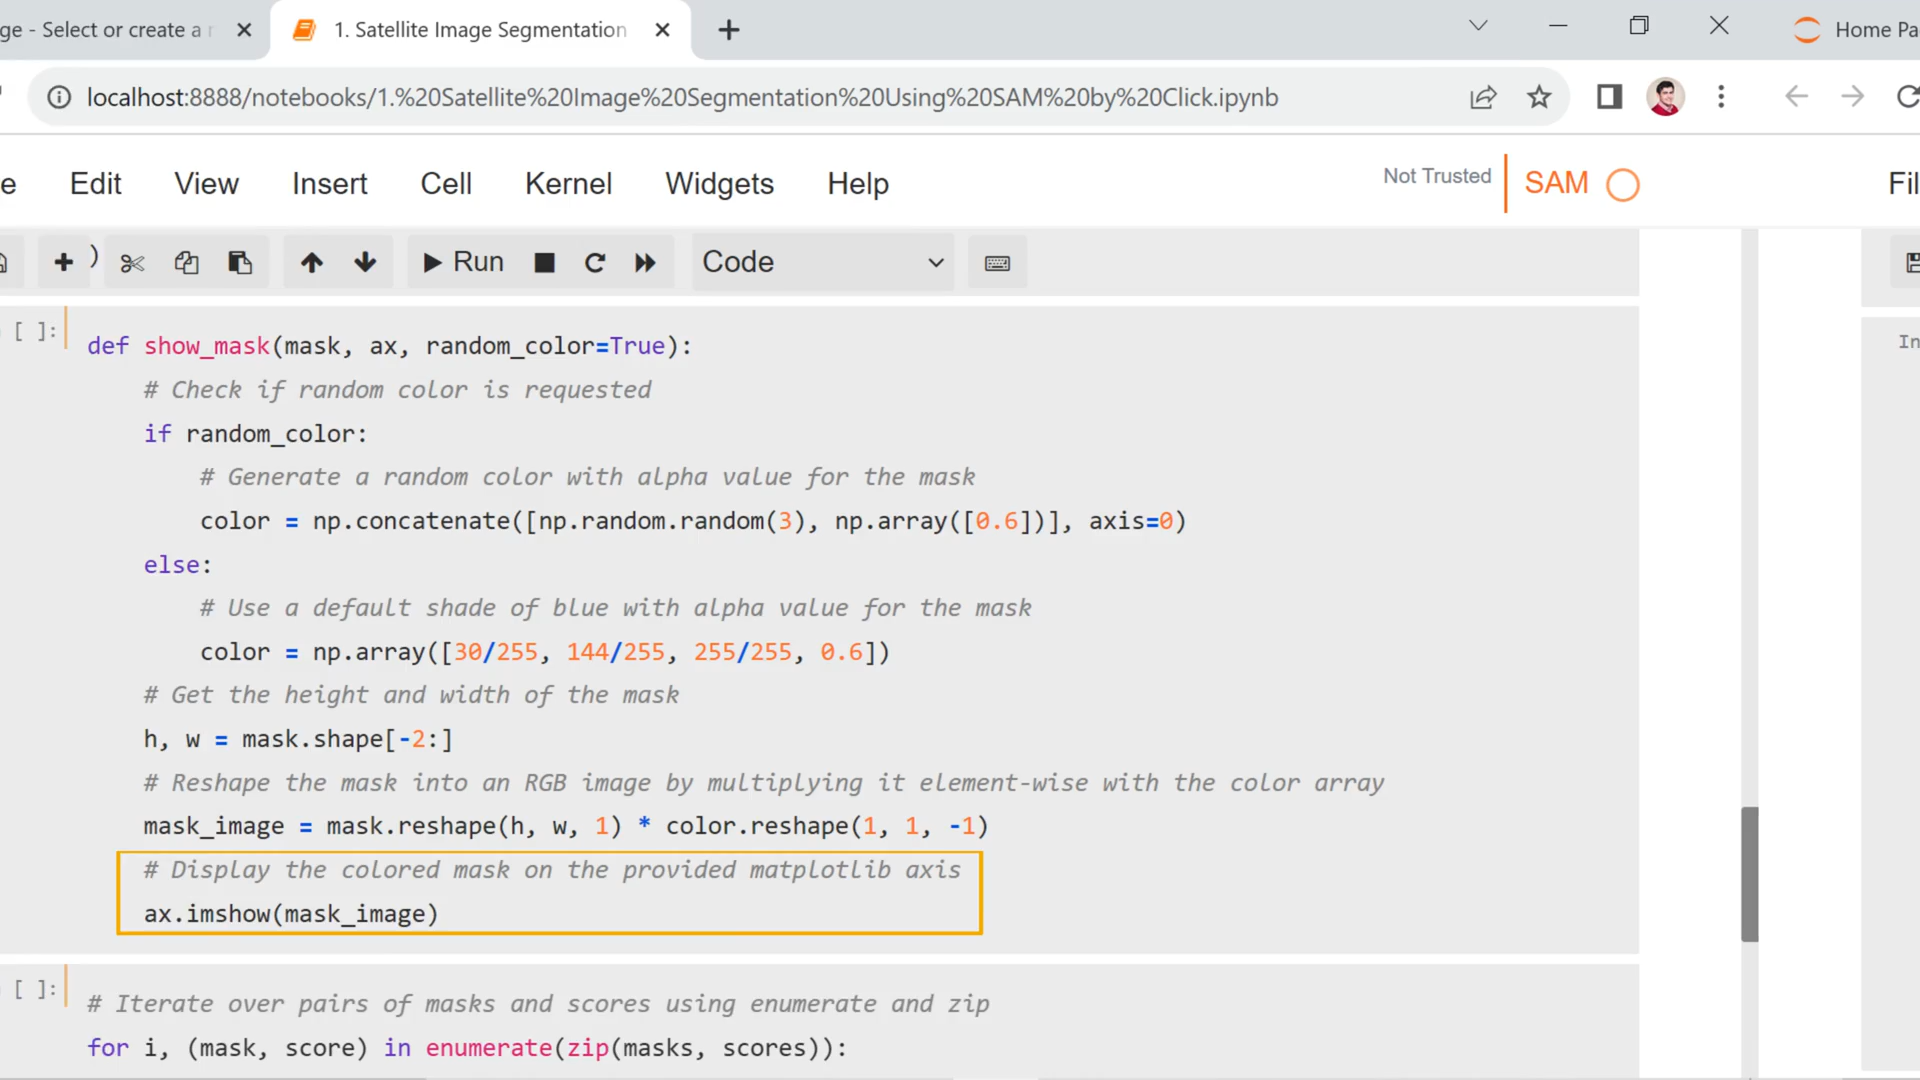 ge - Select or create a
1. Satellite Image Segmentation
Home Pa
localhost:8888/notebooks/1.%20Satellite%20Image%20Segmentation%20Using%20SAM%20by%20Click.ipynb
e Edit View Insert Cell Kernel Widgets Help
Not Trusted
SAM
Fil
)
Run
Code
[ ]:
In
def show_mask(mask, ax, random_color=True):
# Check if random color is requested
if random_color:
# Generate a random color with alpha value for the mask
color = np.concatenate([np.random.random(3), np.array([0.6])], axis=0)
else:
# Use a default shade of blue with alpha value for the mask
color = np.array([30/255, 144/255, 255/255, 0.6])
# Get the height and width of the mask
h, w = mask.shape[-2:]
# Reshape the mask into an RGB image by multiplying it element-wise with the color array
mask_image = mask.reshape(h, w, 1) * color.reshape(1, 1, -1)
# Display the colored mask on the provided matplotlib axis
ax.imshow(mask_image)
[ ]:
# Iterate over pairs of masks and scores using enumerate and zip
for i, (mask, score) in enumerate(zip(masks, scores)):